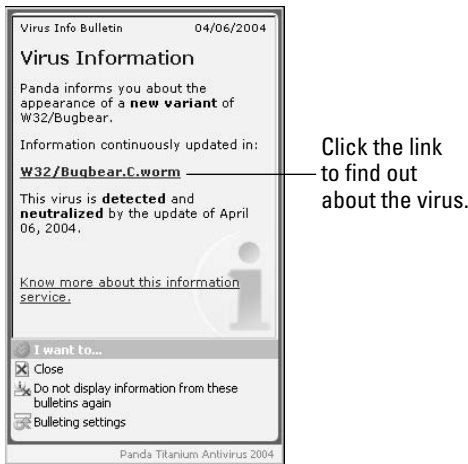 Virus Info Bulletin 04/06/2004
Virus Information
Panda informs you about the
appearance of a new variant of
W32/Bugbear.
Information continuously updated in:
W32/Bugbear.C.worm
Click the link
to find out
about the virus.
This virus is detected and
neutralized by the update of April
06, 2004.
Know more about this information
service.
I want to...
Close
Do not display information from these
bulletins again
Bulleting settings
Panda Titanium Antivirus 2004